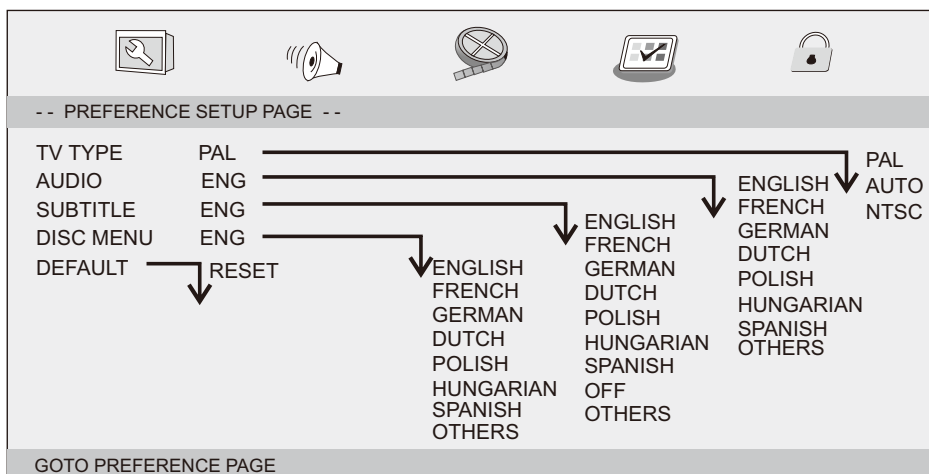 -- PREFERENCE SETUP PAGE --
TV TYPE PAL
AUDIO ENG
SUBTITLE ENG
DISC MENU ENG
DEFAULT RESET
ENGLISH
FRENCH
GERMAN
DUTCH
POLISH
HUNGARIAN
SPANISH
OTHERS
ENGLISH
FRENCH
GERMAN
DUTCH
POLISH
HUNGARIAN
SPANISH
OFF
OTHERS
ENGLISH
FRENCH
GERMAN
DUTCH
POLISH
HUNGARIAN
SPANISH
OTHERS
PAL
AUTO
NTSC
GOTO PREFERENCE PAGE